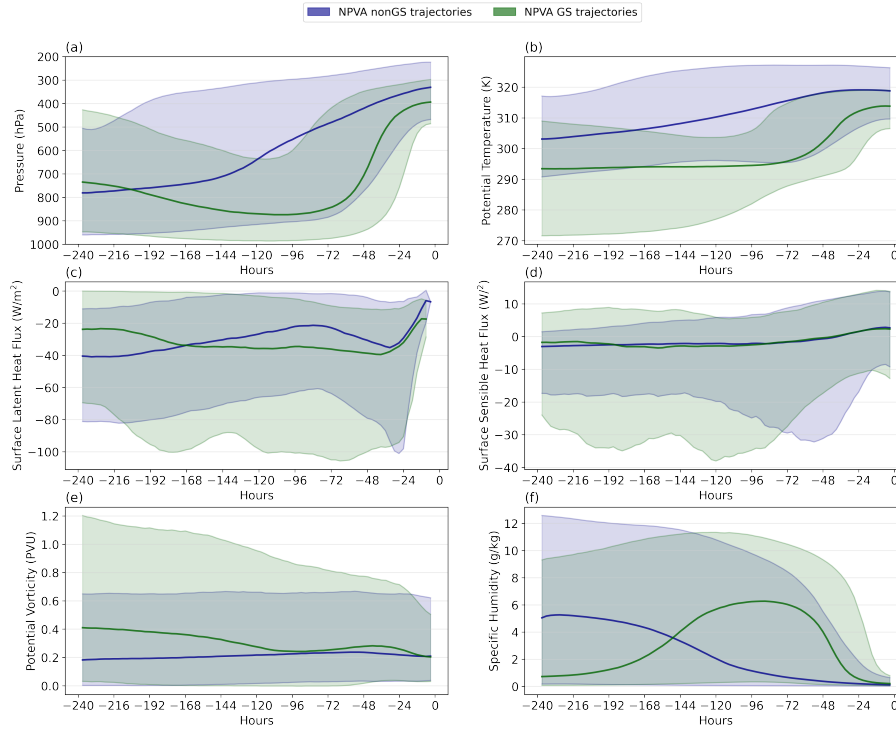 NPVA nonGS trajectories NPVA GS trajectories
(a)
200
300
400
500
600
700
800
900
1000
Pressure (hPa)
−240 −216 −192 −168 −144 −120 −96 −72 −48 −24 0
Hours
(b)
320
310
300
290
280
270
Potential Temperature (K)
−240 −216 −192 −168 −144 −120 −96 −72 −48 −24 0
Hours
(c)
0
−20
−40
−60
−80
−100
Surface Latent Heat Flux (W/m²)
−240 −216 −192 −168 −144 −120 −96 −72 −48 −24 0
Hours
(d)
10
0
−10
−20
−30
−40
Surface Sensible Heat Flux (W/²)
−240 −216 −192 −168 −144 −120 −96 −72 −48 −24 0
Hours
(e)
1.2
1.0
0.8
0.6
0.4
0.2
0.0
Potential Vorticity (PVU)
−240 −216 −192 −168 −144 −120 −96 −72 −48 −24 0
Hours
(f)
12
10
8
6
4
2
0
Specific Humidity (g/kg)
−240 −216 −192 −168 −144 −120 −96 −72 −48 −24 0
Hours